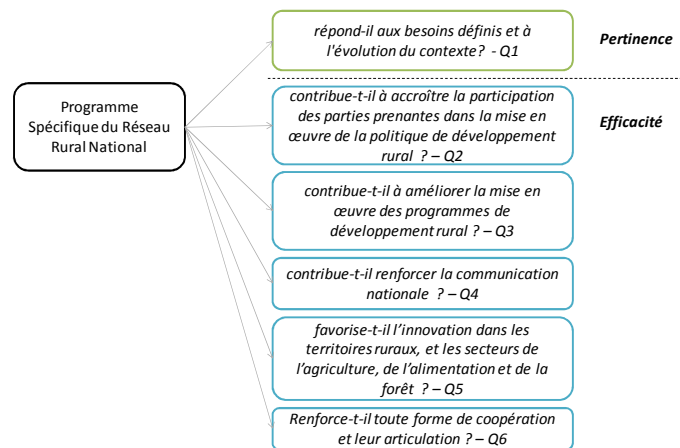 répond-il aux besoins définis et à
l'évolution du contexte? - Q1
Pertinence
Programme
Spécifique du Réseau
Rural National
contribue-t-il à accroître la participation
des parties prenantes dans la mise en
œuvre de la politique de développement
rural ? – Q2
Efficacité
contribue-t-il à améliorer la mise en
œuvre des programmes de
développement rural ? – Q3
contribue-t-il renforcer la communication
nationale ? – Q4
favorise-t-il l’innovation dans les
territoires ruraux, et les secteurs de
l’agriculture, de l’alimentation et de la
forêt ? – Q5
Renforce-t-il toute forme de coopération
et leur articulation ? – Q6